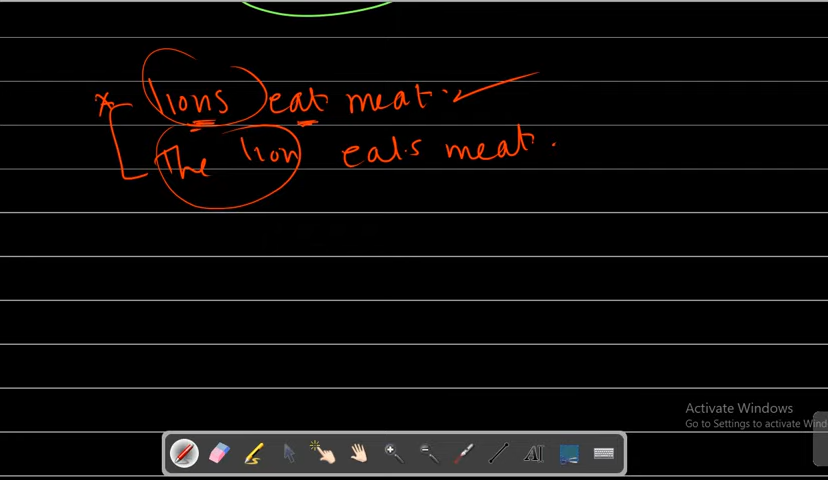 lions eat meat.
The lion eats meat.
Activate Windows
Go to Settings to activate Wind